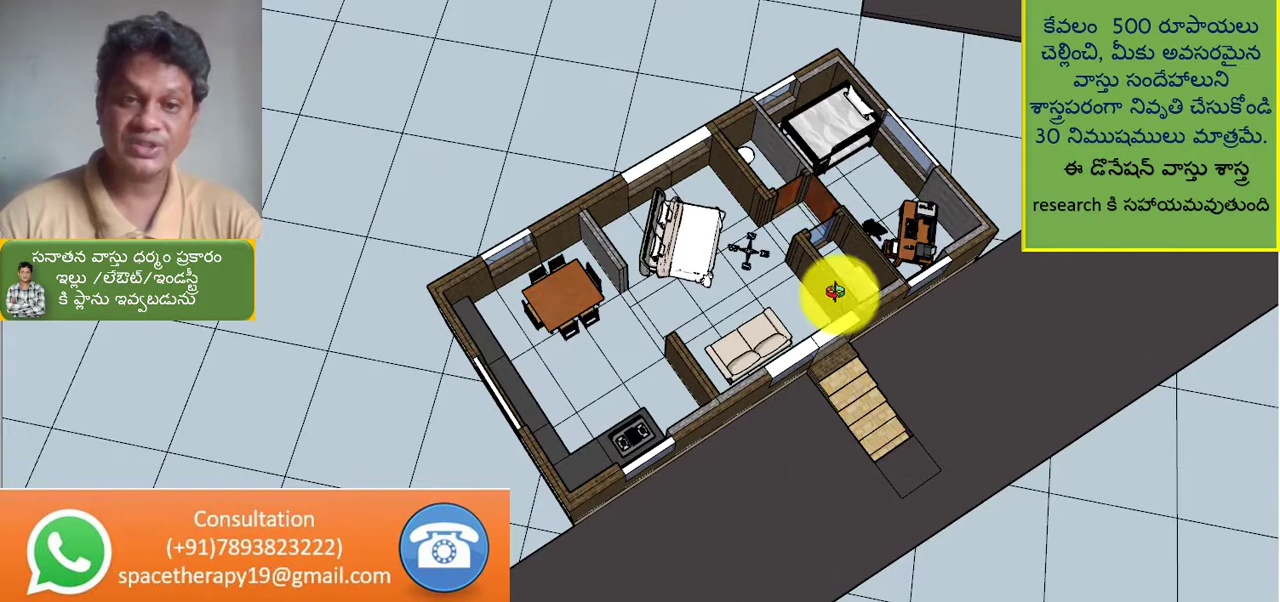 కేవలం 500 రూపాయలు
చెల్లించి, మీకు అవసరమైన
వాస్తు సందేహాలుని
శాస్త్రపరంగా నివృతి చేసుకోండి
30 నిముషములు మాత్రమే.
ఈ డొనేషన్ వాస్తు శాస్త్ర
research కి సహాయమవుతుంది
సనాతన వాస్తు ధర్మం ప్రకారం
ఇల్లు /లేఔట్/ఇండస్ట్రీ
కి ప్లాను ఇవ్వబడును
Consultation
(+91)7893823222)
spacetherapy19@gmail.com